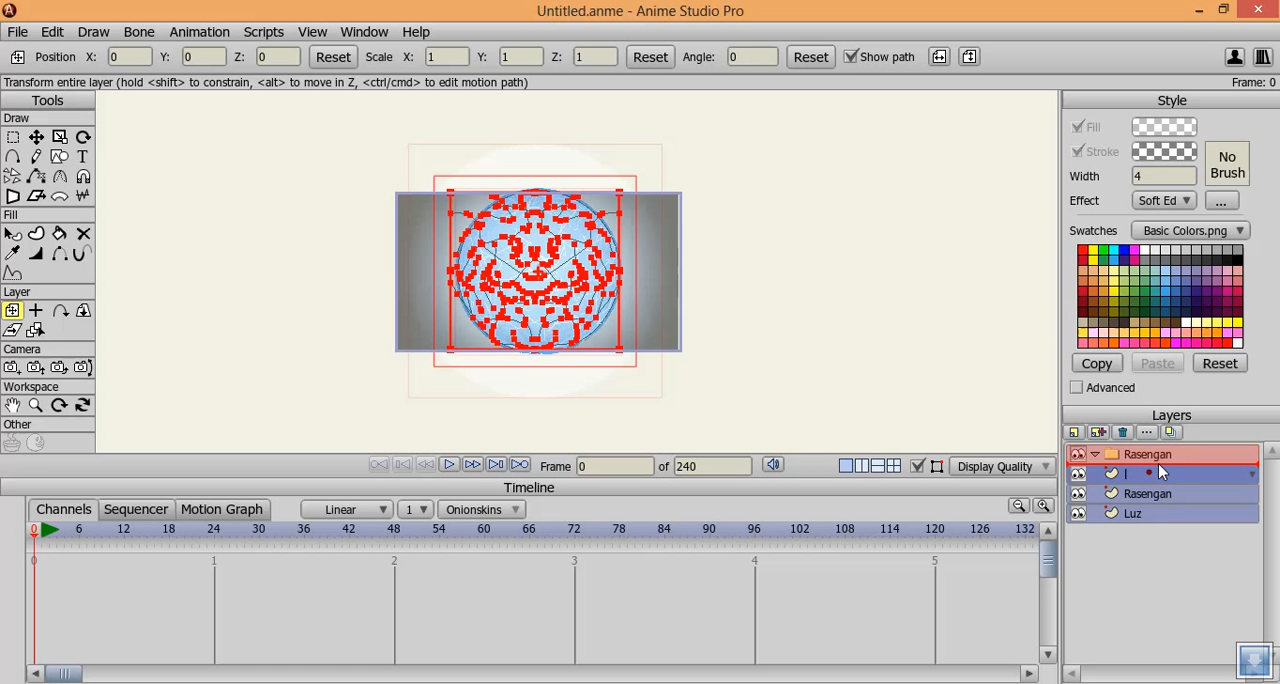 Untitled.anme - Anime Studio Pro
File Edit Draw Bone Animation Scripts View Window Help
Position X: 0 Y: 0 Z: 0 Reset Scale X: 1 Y: 1 Z: 1 Reset Angle: 0 Reset Show path
Transform entire layer (hold <shift> to constrain, <alt> to move in Z, <ctrl/cmd> to edit motion path) Frame: 0
Tools
Draw
T
Fill
Layer
Camera
Workspace
Other
Style
Fill
Stroke
No Brush
Width 4
Effect Soft Ed ...
Swatches Basic Colors.png
Copy Paste Reset
Advanced
Layers
Rasengan
I
Rasengan
Luz
Frame 0 of 240 Display Quality
Timeline
Channels Sequencer Motion Graph Linear 1 Onionskins
0 6 12 18 24 30 36 42 48 54 60 66 72 78 84 90 96 102 108 114 120 126 132
0 1 2 3 4 5